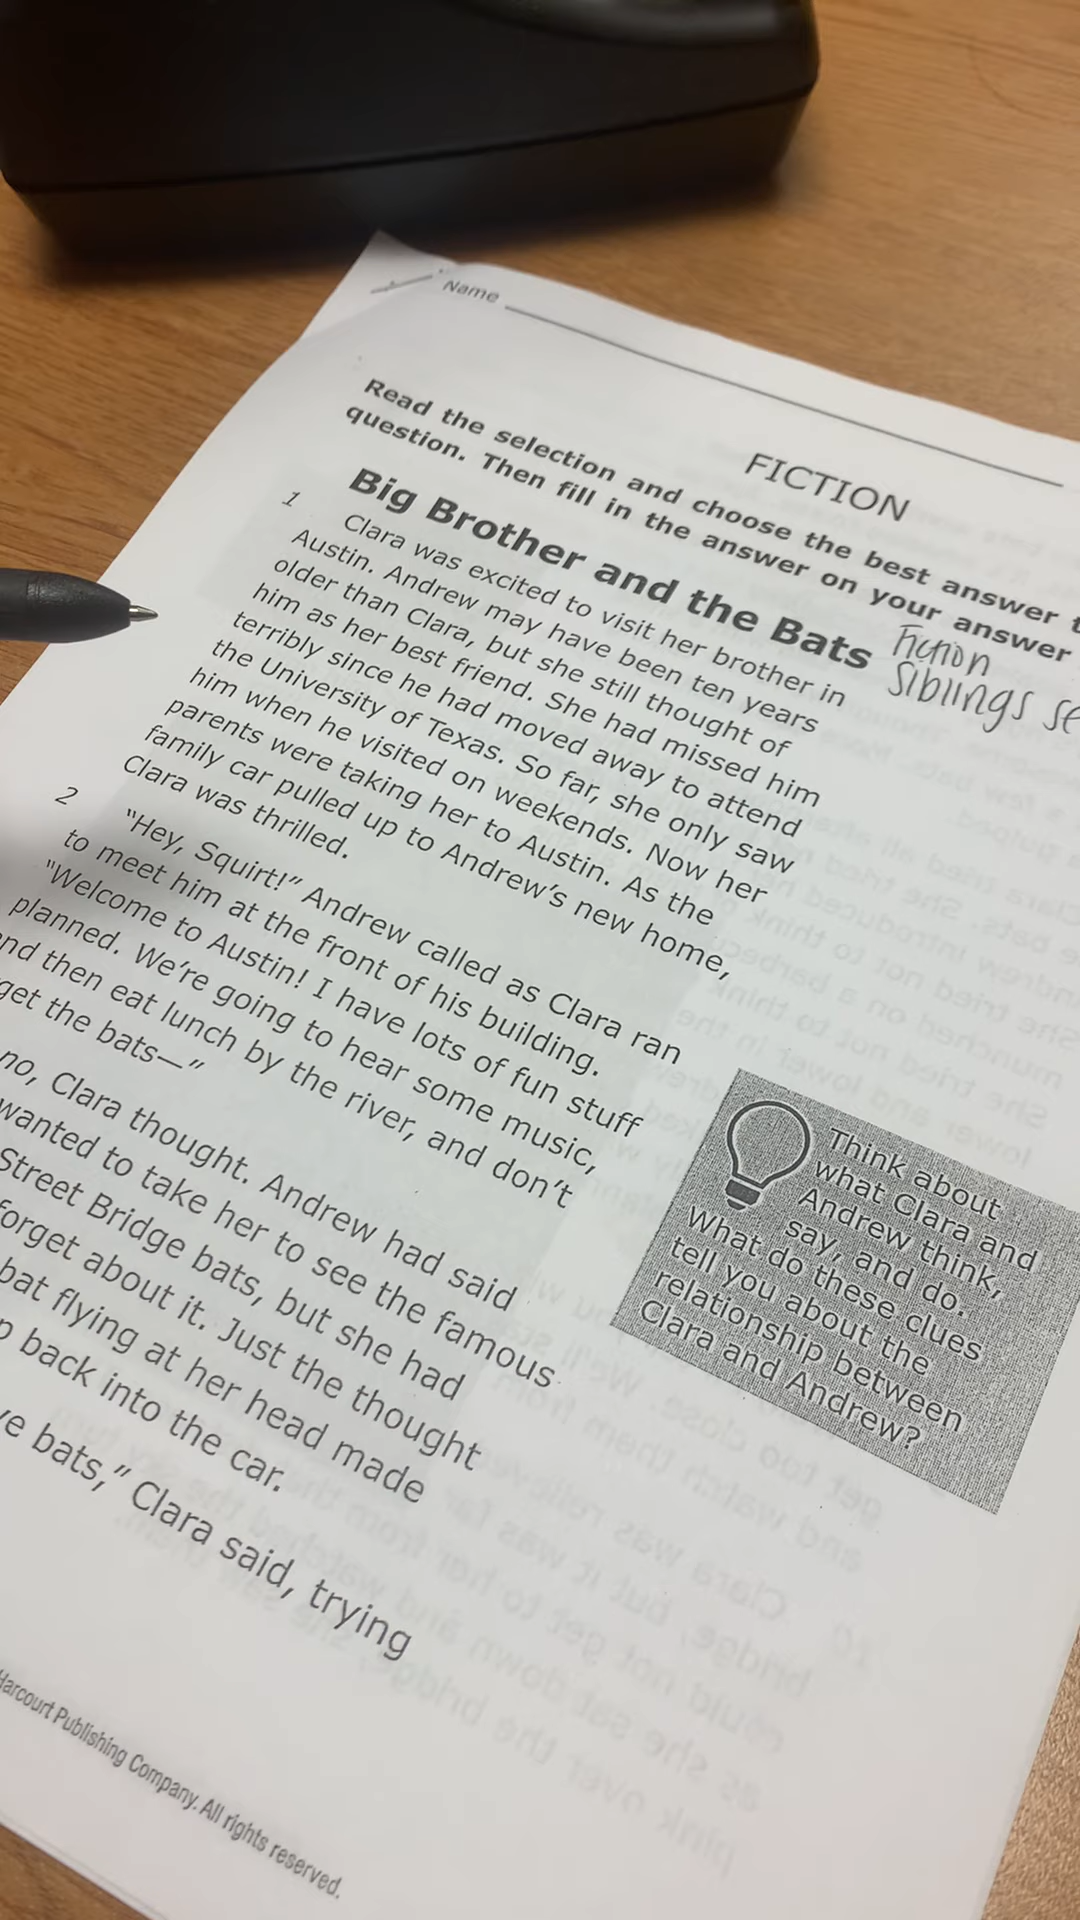 Name
FICTION
Read the selection and choose the best answer t
question. Then fill in the answer on your answer
Big Brother and the Bats
Fiction
Siblings se
1 Clara was excited to visit her brother in
Austin. Andrew may have been ten years
older than Clara, but she still thought of
him as her best friend. She had missed him
terribly since he had moved away to attend
the University of Texas. So far, she only saw
him when he visited on weekends. Now her
parents were taking her to Austin. As the
family car pulled up to Andrew's new home,
Clara was thrilled.
2 "Hey, Squirt!" Andrew called as Clara ran
to meet him at the front of his building.
"Welcome to Austin! I have lots of fun stuff
planned. We're going to hear some music,
nd then eat lunch by the river, and don't
get the bats—"
no, Clara thought. Andrew had said
wanted to take her to see the famous
Street Bridge bats, but she had
forget about it. Just the thought
bat flying at her head made
p back into the car.
ve bats," Clara said, trying
Think about
what Clara and
Andrew think,
say, and do.
What do these clues
tell you about the
relationship between
Clara and Andrew?
Harcourt Publishing Company. All rights reserved.